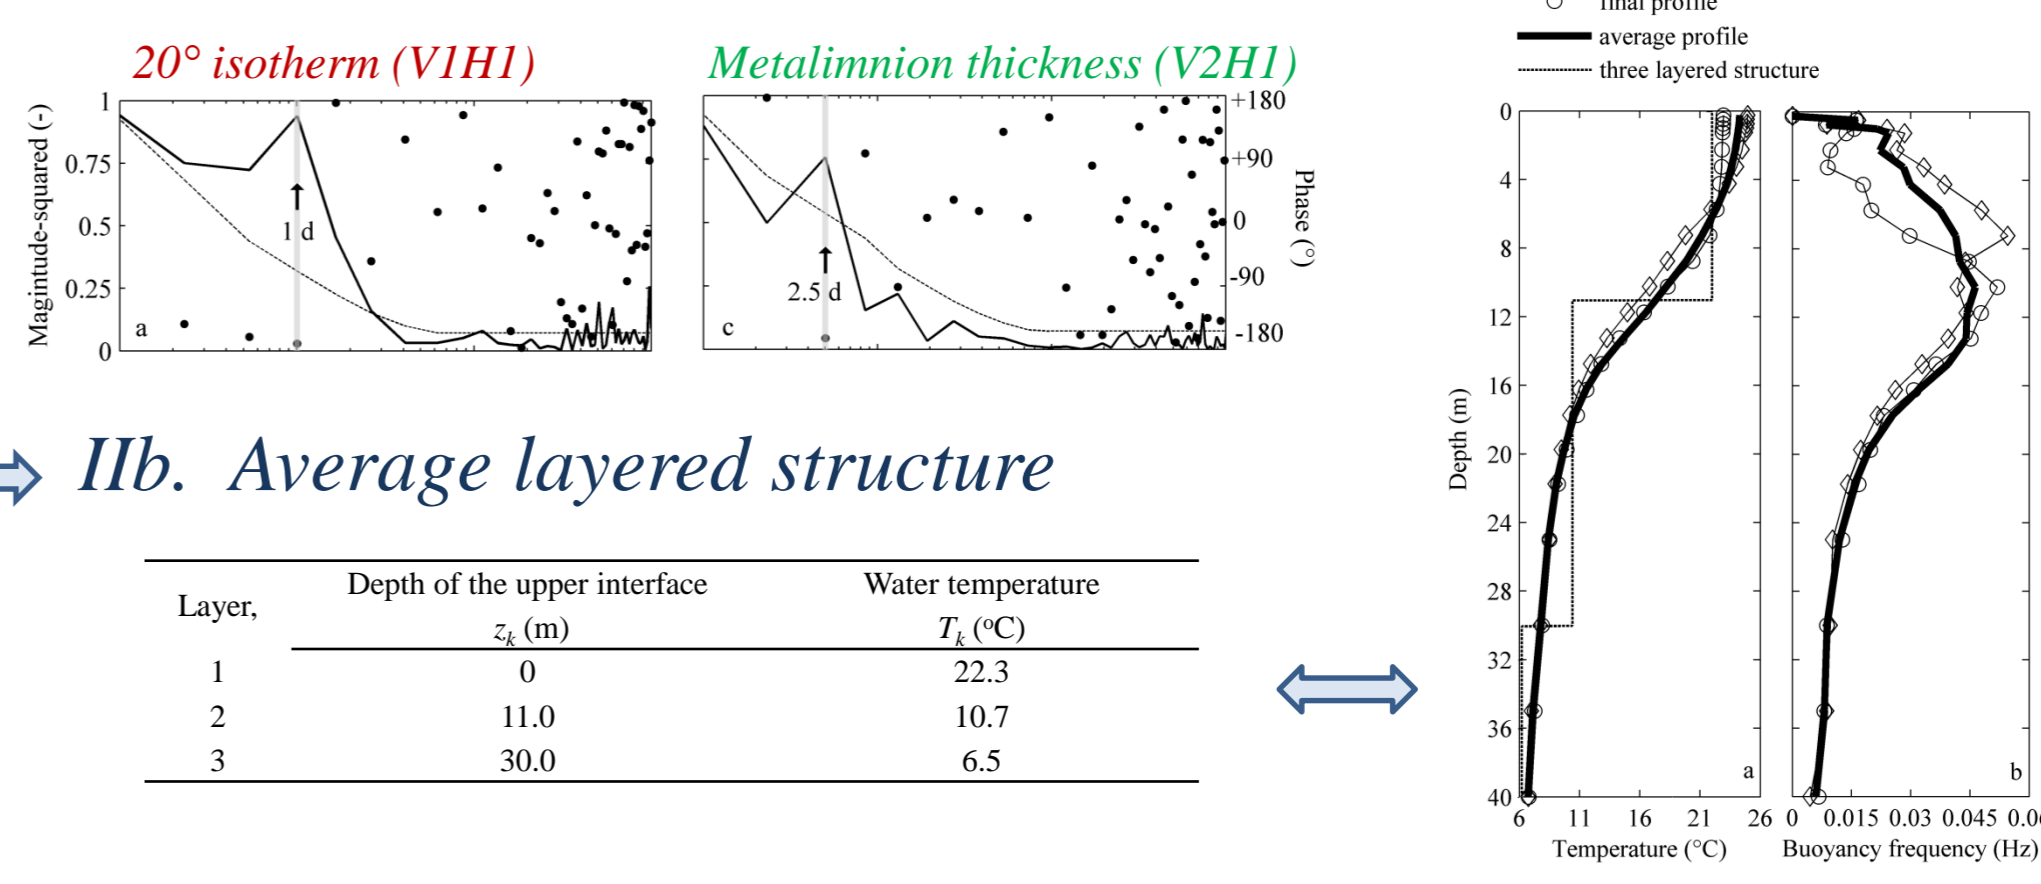 20° isotherm (V1H1)
Metalimnion thickness (V2H1)
Magnitude-squared (-)
1
0.75
0.5
0.25
0
1 d
a
2.5 d
c
+180
+90
0
-90
-180
Phase (°)
final profile
average profile
three layered structure
IIb. Average layered structure
Layer,
Depth of the upper interface
z_k (m)
Water temperature
T_k (°C)
1 0 22.3
2 11.0 10.7
3 30.0 6.5
Depth (m)
0
4
8
12
16
20
24
28
32
36
40
a
b
6 11 16 21 26
0 0.015 0.03 0.045
Temperature (°C)
Buoyancy frequency (Hz)